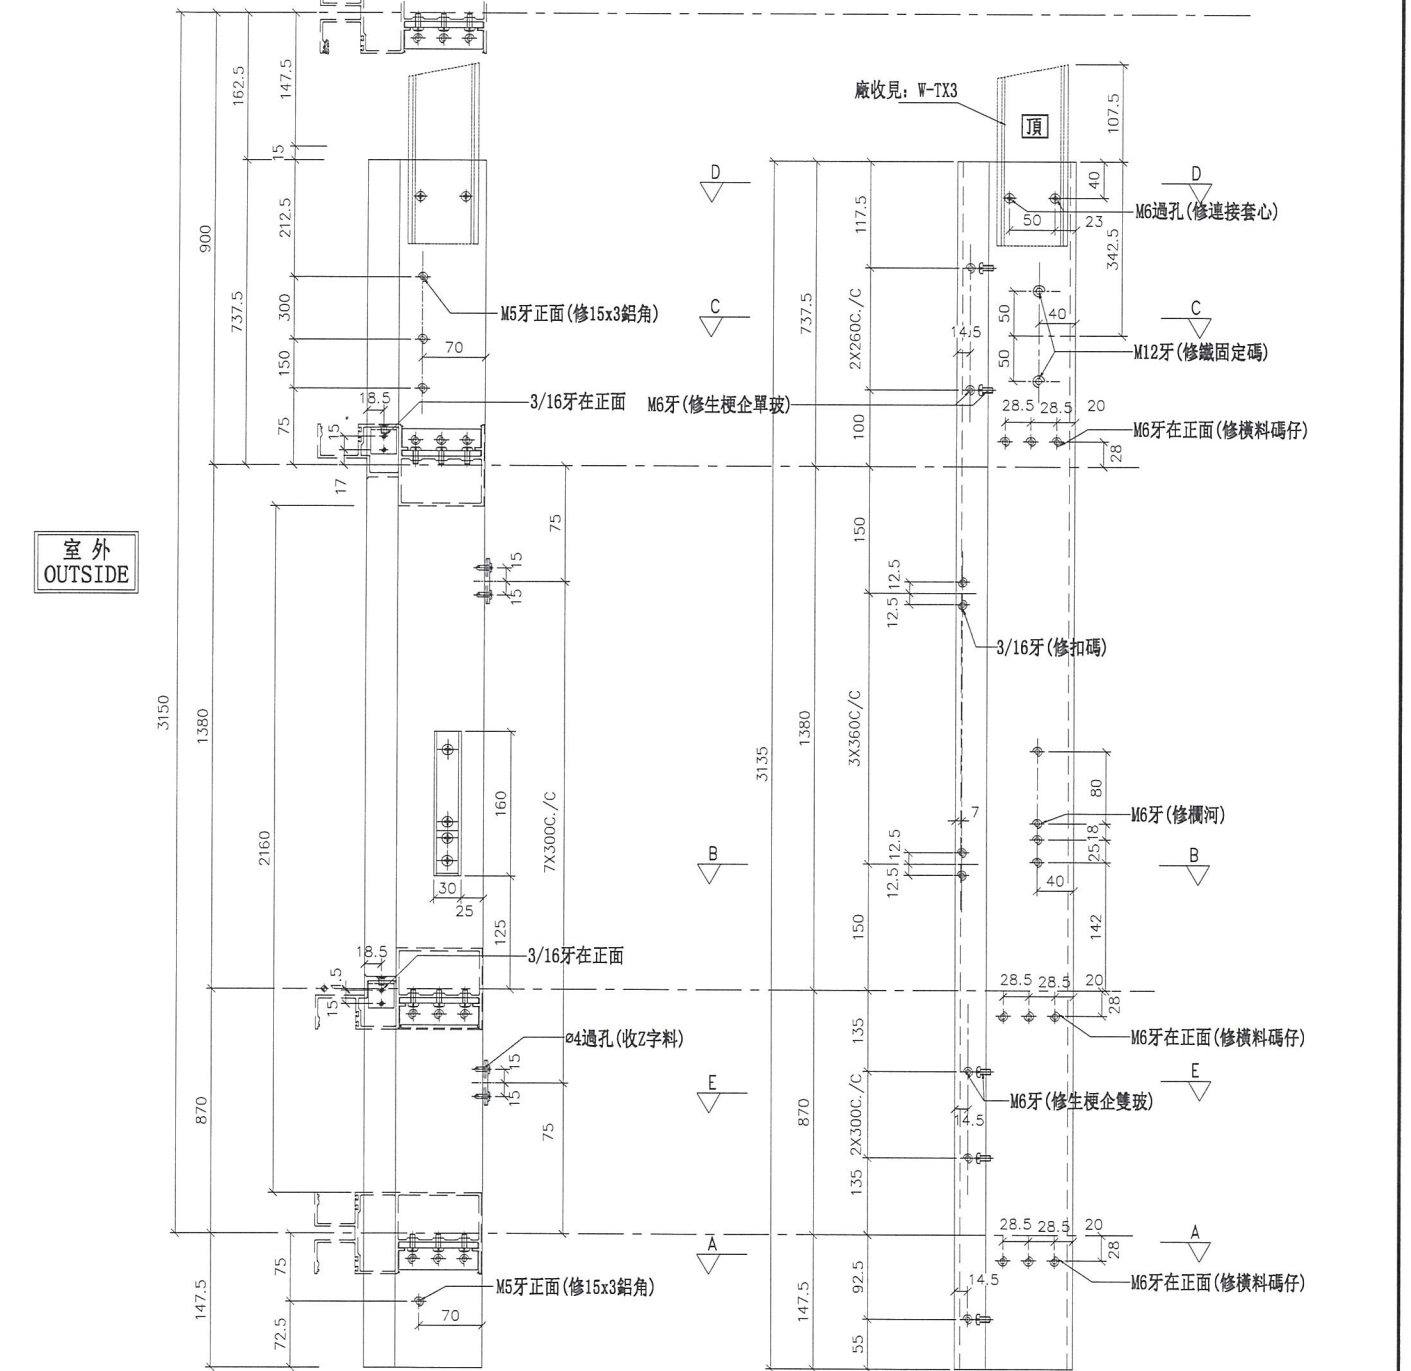 162.5
147.5
15
900
737.5
212.5
300
150
75
70
M5牙正面(修15x3鋁角)
18.5
3/16牙在正面
15
17
室外
OUTSIDE
75
15
15
3150
1380
2160
7X300C./C
160
30
25
125
18.5
3/16牙在正面
1.5
15
ø4過孔(收Z字料)
15
15
870
75
75
M5牙正面(修15x3鋁角)
70
147.5
72.5
D
C
B
E
A
廠收見: W-TX3
頂
107.5
40
D
M6過孔(修連接套心)
50
23
342.5
117.5
737.5
2X260C./C
14.5
50
40
50
C
M12牙(修鐵固定碼)
M6牙(修生梗企單玻)
100
28.5
28.5
20
M6牙在正面(修橫料碼仔)
28
150
12.5
12.5
3/16牙(修扣碼)
3135
1380
3X360C/C
7
80
M6牙(修欄河)
18
25
B
12.5
12.5
40
142
150
28.5
28.5
20
28
M6牙在正面(修橫料碼仔)
135
E
M6牙(修生梗企雙玻)
14.5
870
2X300C./C
135
28.5
28.5
20
A
28
M6牙在正面(修橫料碼仔)
92.5
14.5
147.5
55